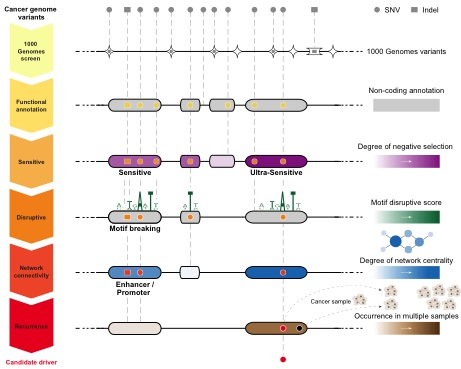 Cancer genome
variants
SNV
Indel
1000
Genomes
screen
1000 Genomes variants
Functional
annotation
Non-coding annotation
Sensitive
Sensitive
Ultra-Sensitive
Degree of negative selection
Disruptive
Motif breaking
Motif disruptive score
Network
connectivity
Enhancer /
Promoter
Degree of network centrality
Recurrence
Cancer sample
Occurrence in multiple samples
Candidate driver